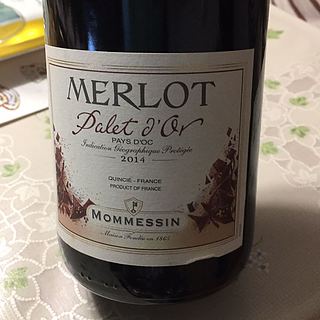 MERLOT
Palet d'Or
PAYS D'OC
Indication Géographique Protégée
2014
QUINCIÉ - FRANCE
PRODUCT OF FRANCE
MOMMESSIN
Maison Fondée en 1865